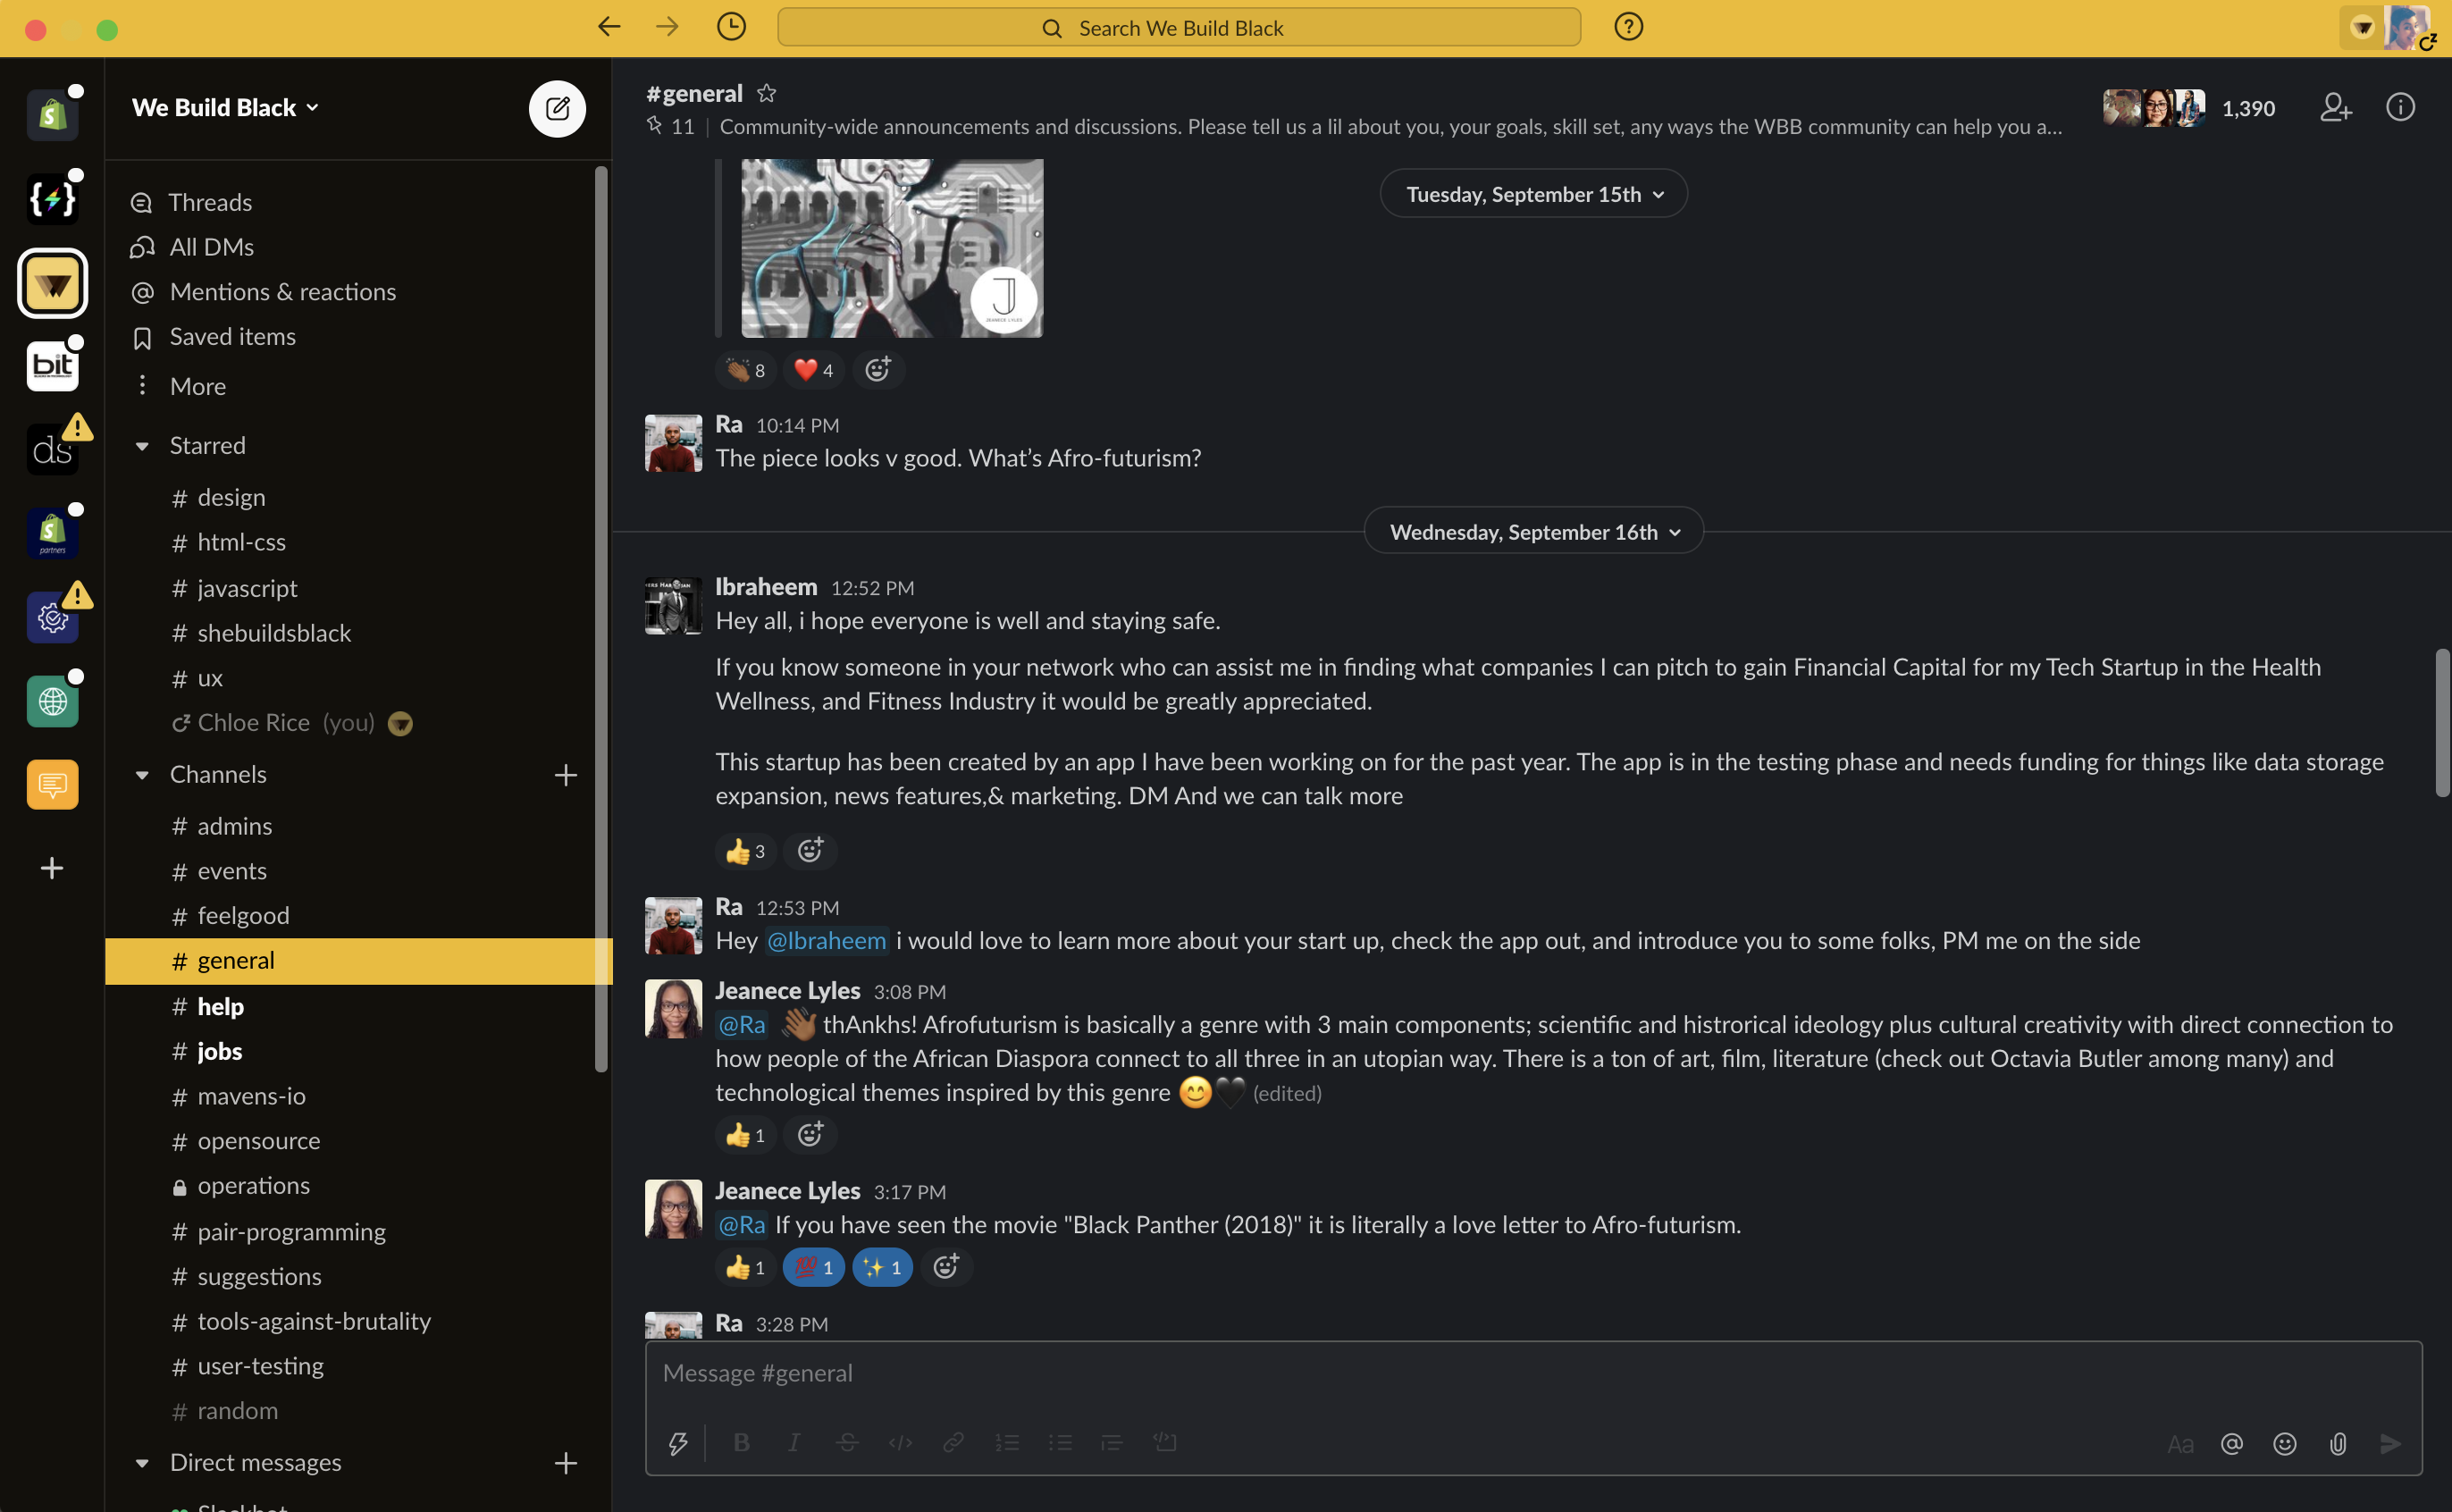 Search We Build Black
We Build Black
Threads
All DMs
Mentions & reactions
Saved items
More
Starred
# design
# html-css
# javascript
# shebuildsblack
# ux
Chloe Rice (you)
Channels
# admins
# events
# feelgood
# general
# help
# jobs
# mavens-io
# opensource
operations
# pair-programming
# suggestions
# tools-against-brutality
# user-testing
# random
Direct messages
Slackbot
bit
ds
partners
#general
11 | Community-wide announcements and discussions. Please tell us a lil about you, your goals, skill set, any ways the WBB community can help you a...
1,390
Tuesday, September 15th
J
JEANECE LYLES
8 4
Ra 10:14 PM
The piece looks v good. What’s Afro-futurism?
Wednesday, September 16th
Ibraheem 12:52 PM
Hey all, i hope everyone is well and staying safe.
If you know someone in your network who can assist me in finding what companies I can pitch to gain Financial Capital for my Tech Startup in the Health
Wellness, and Fitness Industry it would be greatly appreciated.
This startup has been created by an app I have been working on for the past year. The app is in the testing phase and needs funding for things like data storage
expansion, news features,& marketing. DM And we can talk more
3
Ra 12:53 PM
Hey @Ibraheem i would love to learn more about your start up, check the app out, and introduce you to some folks, PM me on the side
Jeanece Lyles 3:08 PM
@Ra 👋🏾 thAnkhs! Afrofuturism is basically a genre with 3 main components; scientific and histrorical ideology plus cultural creativity with direct connection to
how people of the African Diaspora connect to all three in an utopian way. There is a ton of art, film, literature (check out Octavia Butler among many) and
technological themes inspired by this genre 😊🖤 (edited)
1
Jeanece Lyles 3:17 PM
@Ra If you have seen the movie "Black Panther (2018)" it is literally a love letter to Afro-futurism.
1 💯 1 1
Ra 3:28 PM
Message #general
B I S </> Aa @